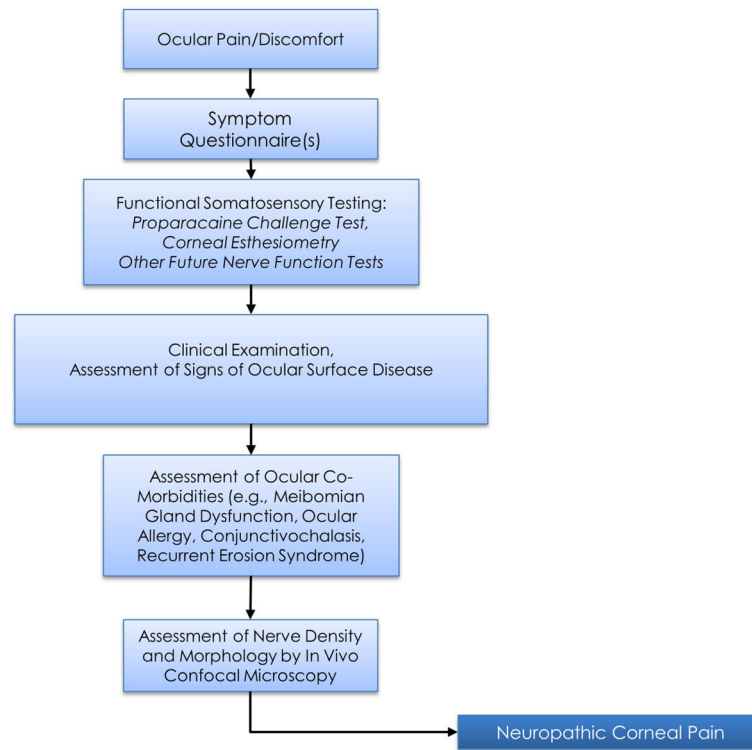 Ocular Pain/Discomfort
Symptom
Questionnaire(s)
Functional Somatosensory Testing:
Proparacaine Challenge Test,
Corneal Esthesiometry
Other Future Nerve Function Tests
Clinical Examination,
Assessment of Signs of Ocular Surface Disease
Assessment of Ocular Co-
Morbidities (e.g., Meibomian
Gland Dysfunction, Ocular
Allergy, Conjunctivochalasis,
Recurrent Erosion Syndrome)
Assessment of Nerve Density
and Morphology by In Vivo
Confocal Microscopy
Neuropathic Corneal Pain